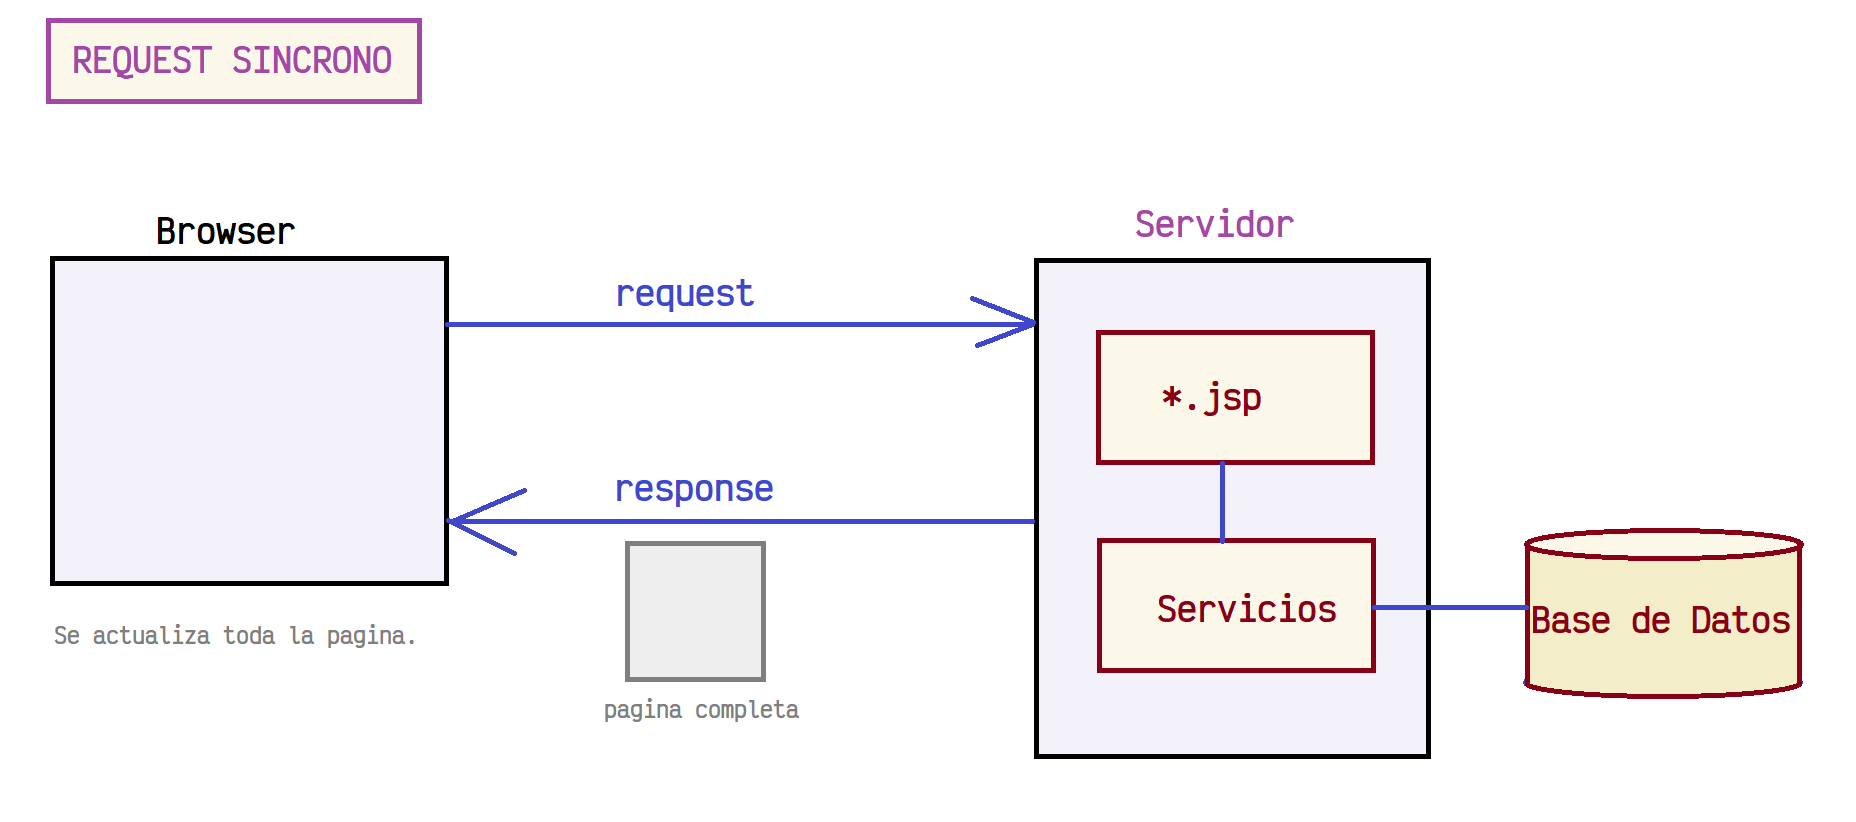 REQUEST SINCRONO
Browser
Servidor
request
*.jsp
response
Servicios
Base de Datos
Se actualiza toda la pagina.
pagina completa